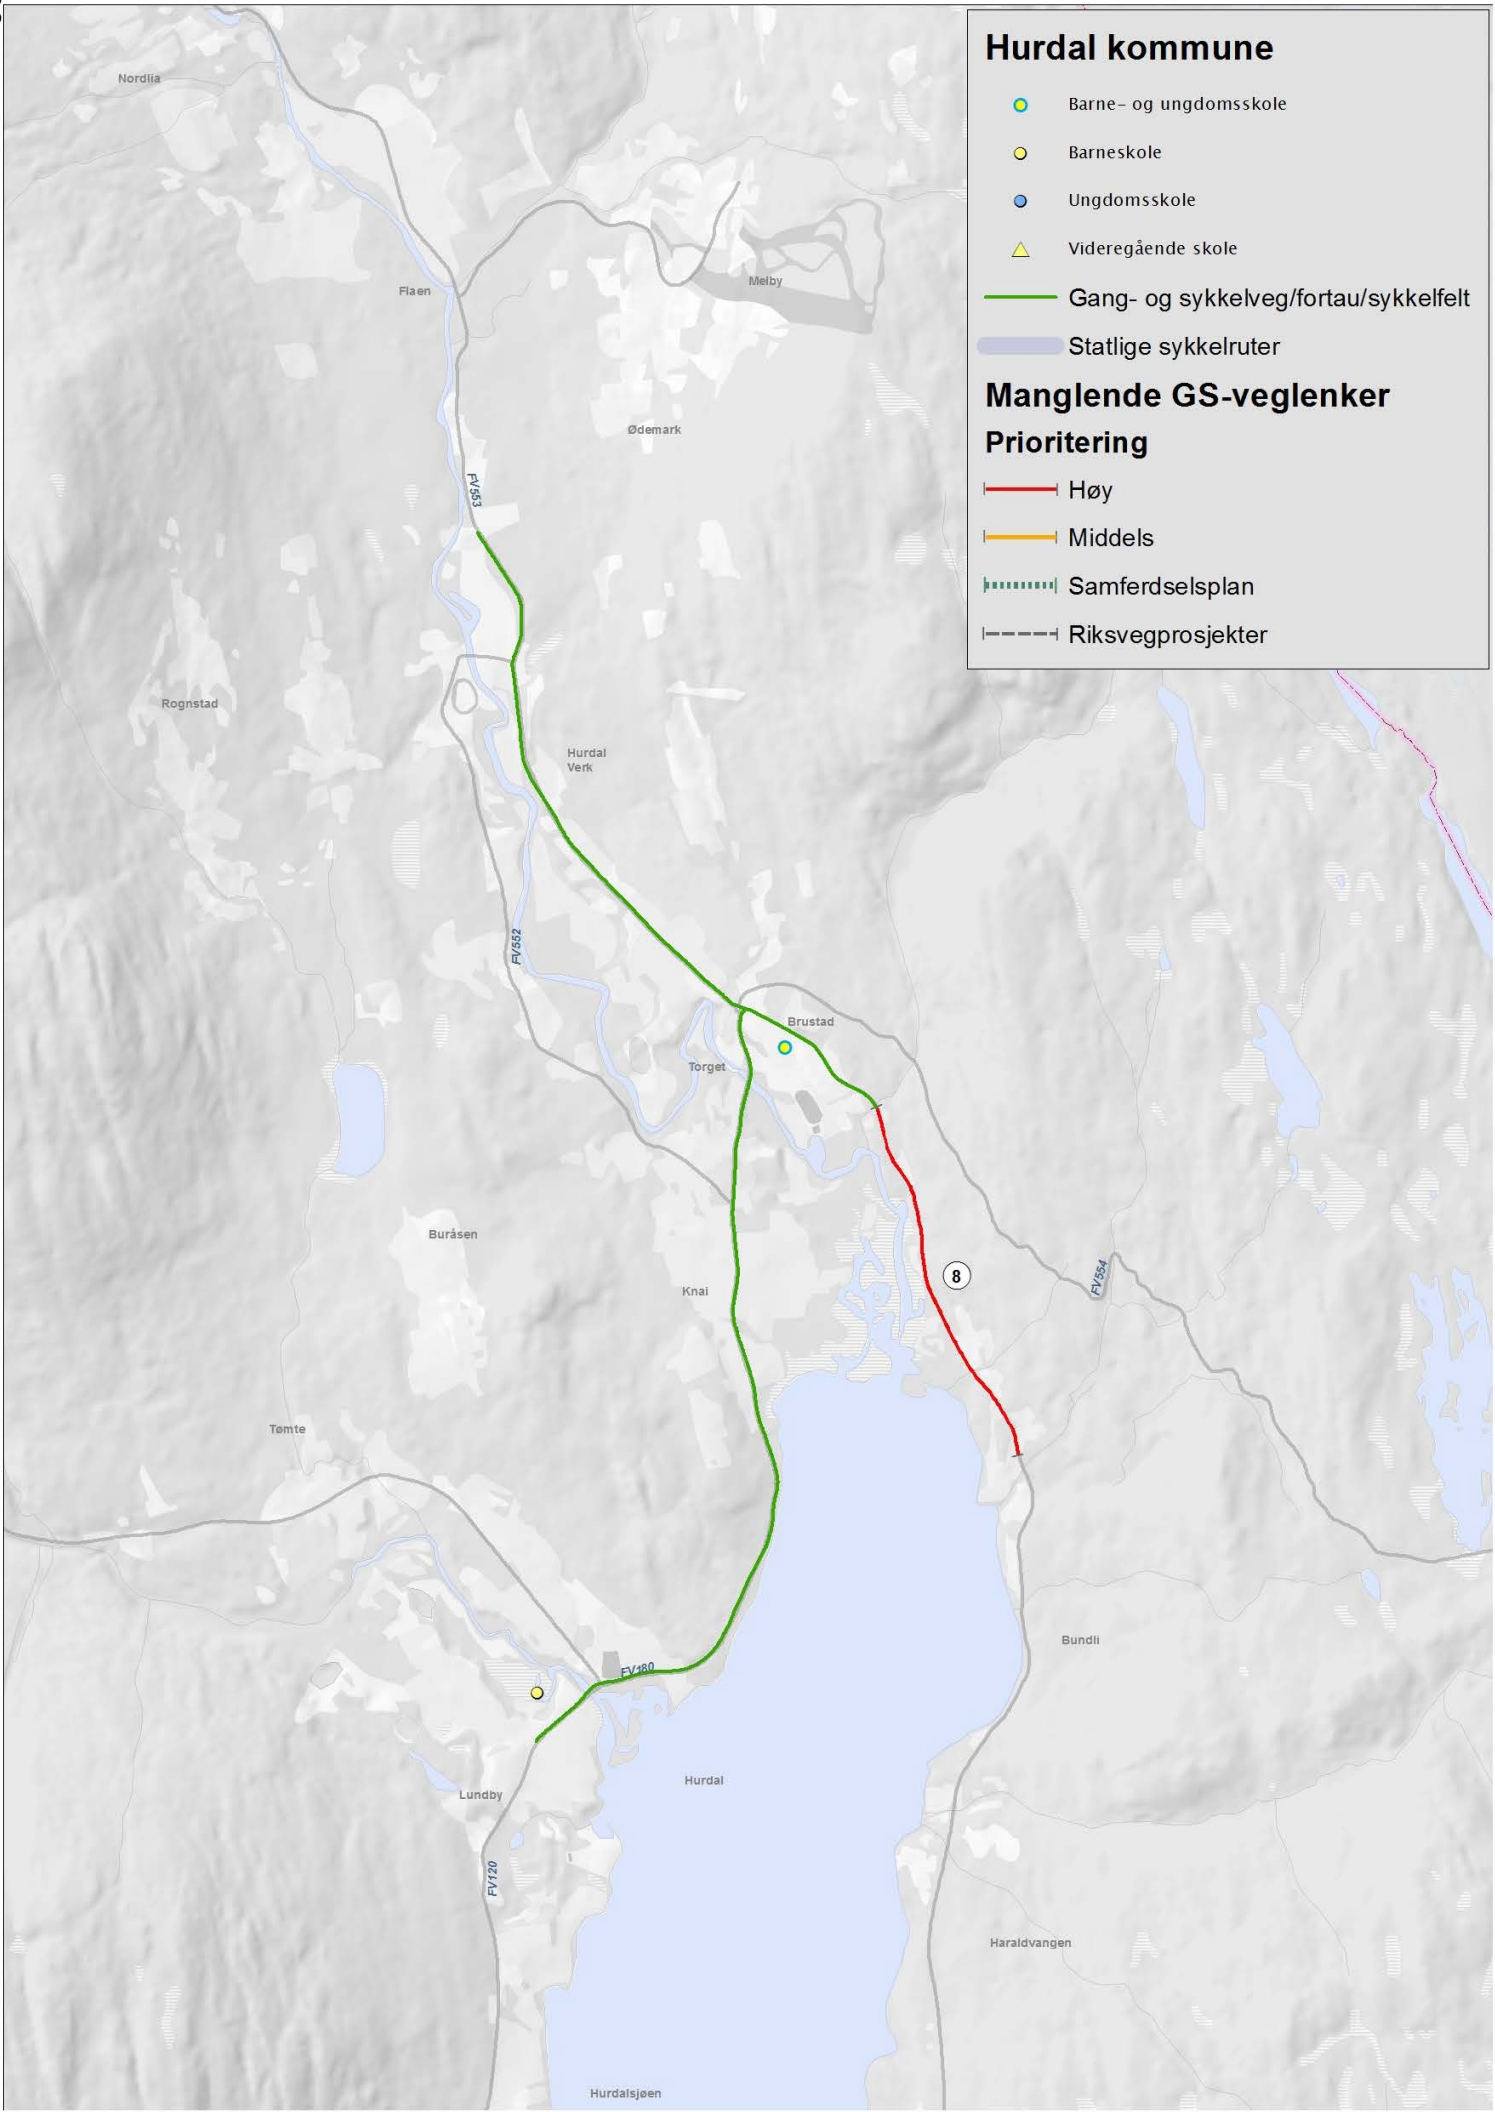 Hurdal kommune
Barne- og ungdomsskole
Barneskole
Ungdomsskole
Videregående skole
Gang- og sykkelveg/fortau/sykkelfelt
Statlige sykkelruter
Manglende GS-veglenker
Prioritering
Høy
Middels
Samferdselsplan
Riksvegprosjekter
Nordlia
Flaen
Melby
Ødemark
FV553
Rognstad
Hurdal
Verk
FV552
Brustad
Torget
Buråsen
8
FV554
Knai
Tømte
Bundli
FV180
Hurdal
Lundby
FV120
Haraldvangen
Hurdalsjøen